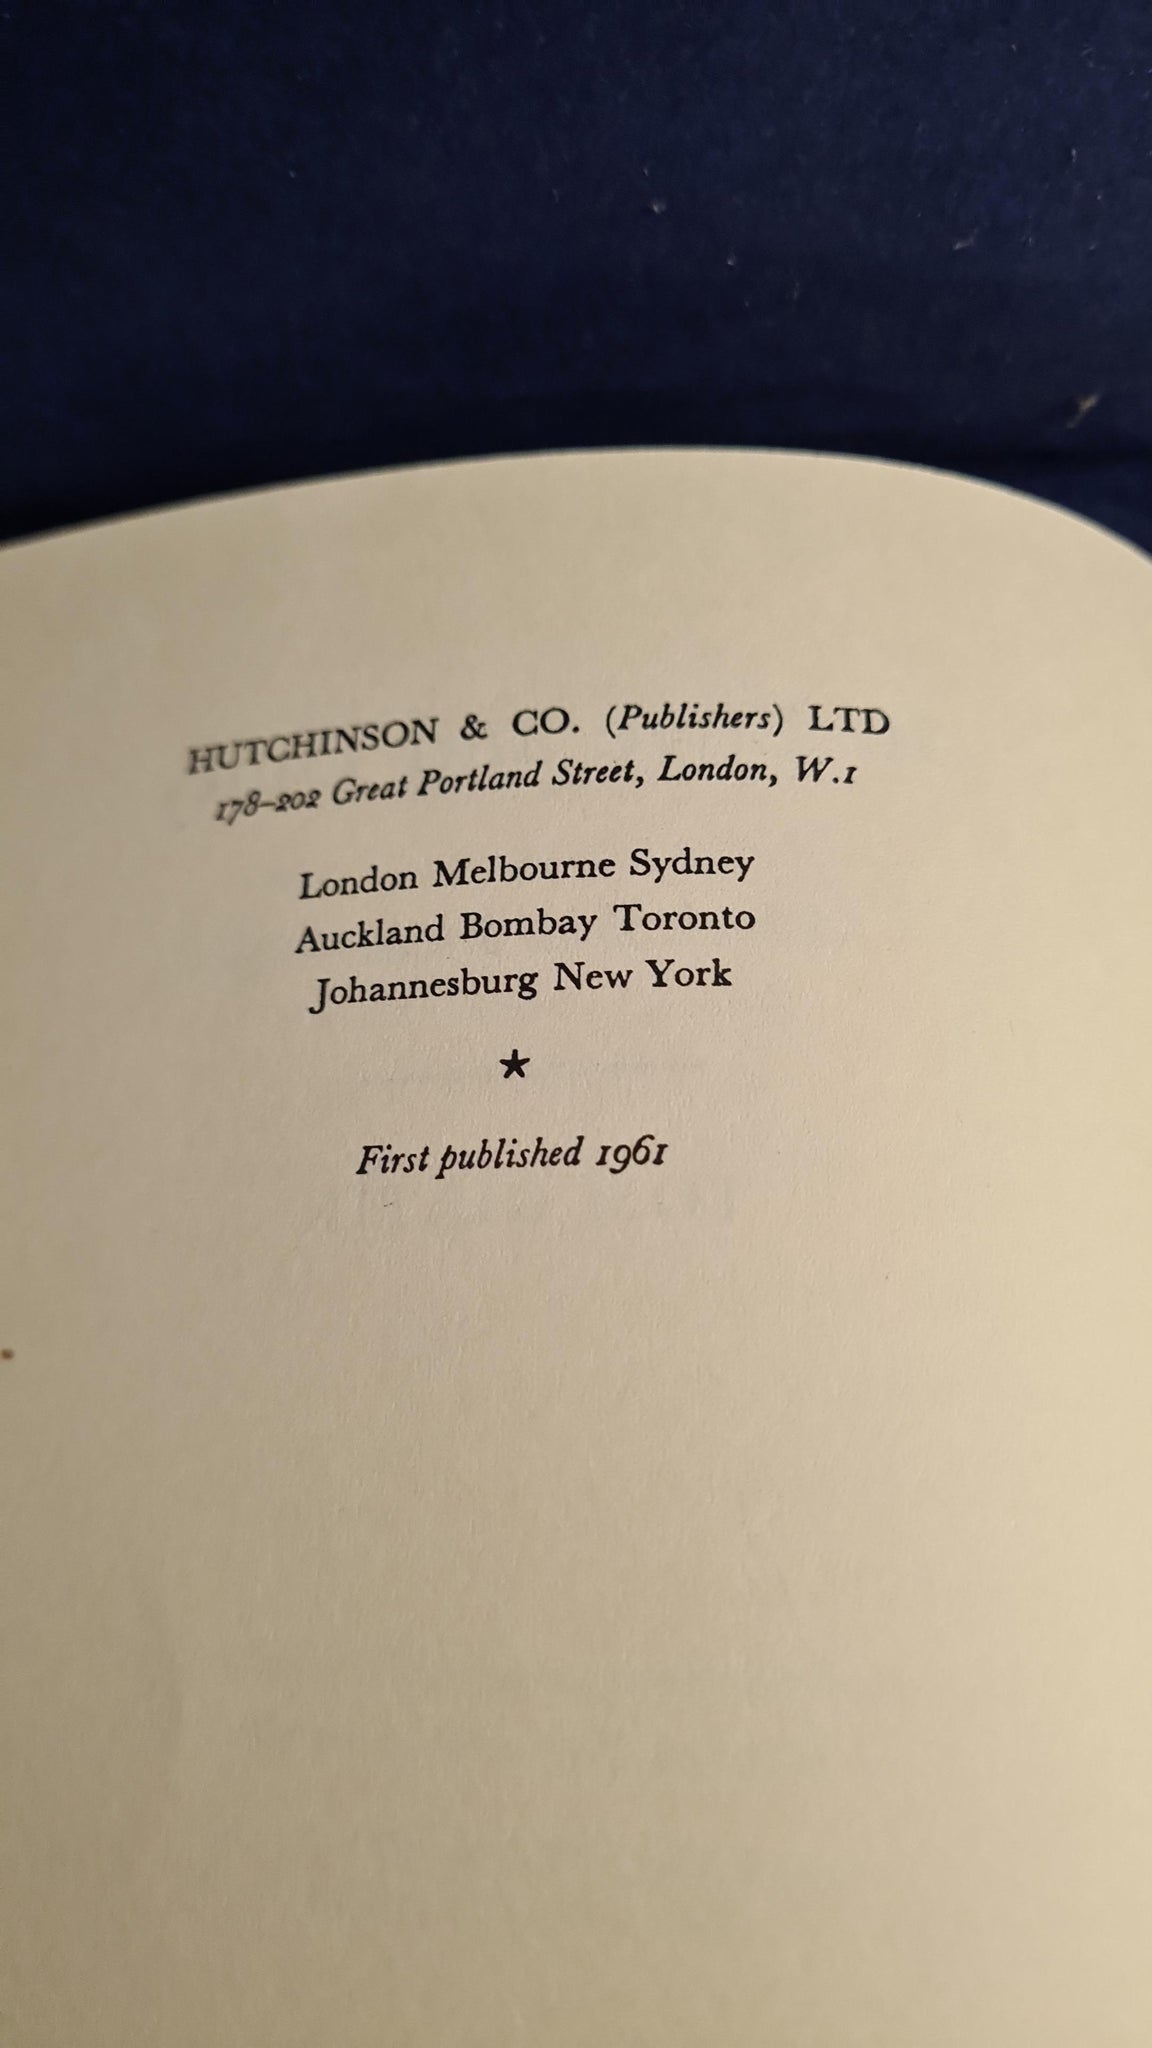 HUTCHINSON & CO. (Publishers) LTD
178–202 Great Portland Street, London, W.1
London Melbourne Sydney
Auckland Bombay Toronto
Johannesburg New York
★
First published 1961